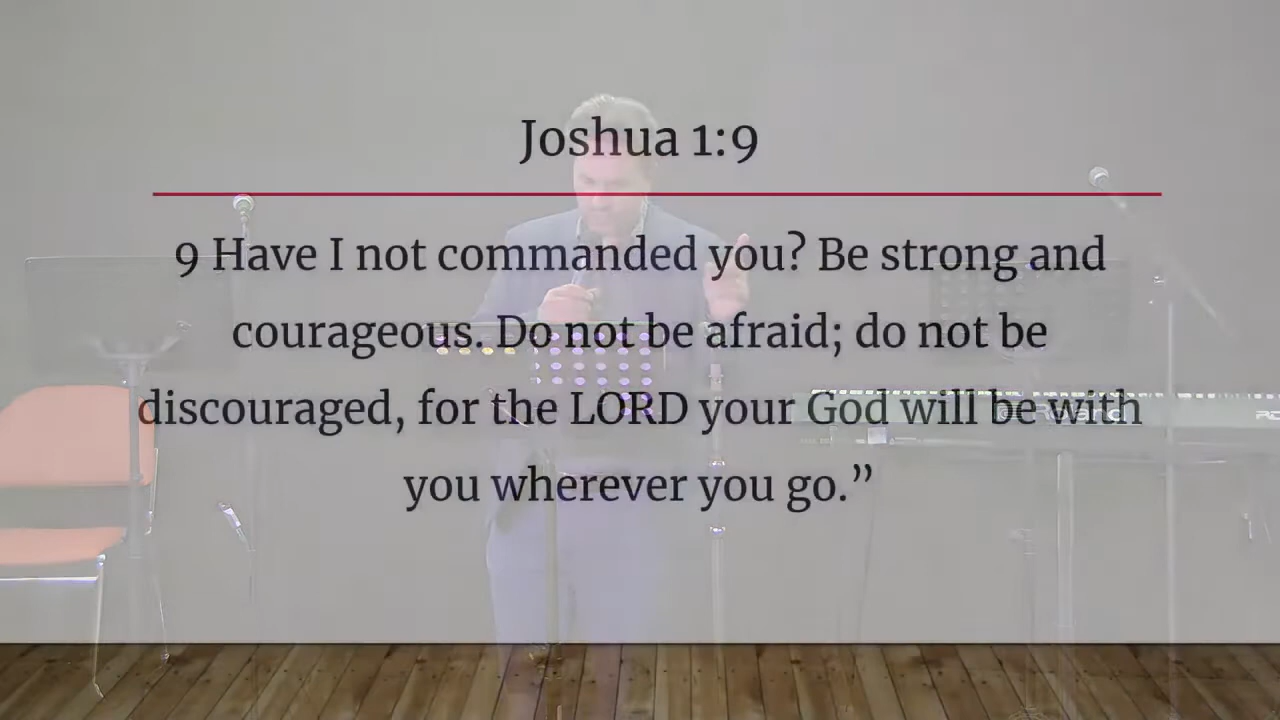 Joshua 1:9
9 Have I not commanded you? Be strong and
courageous. Do not be afraid; do not be
discouraged, for the LORD your God will be with
you wherever you go.”
Roland